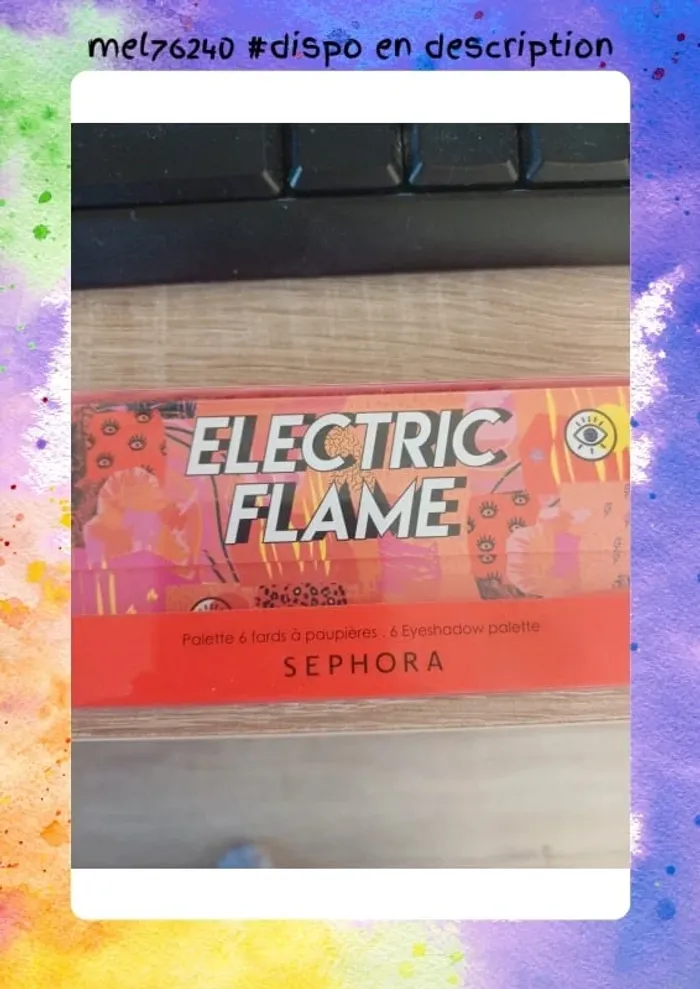 mel76240 #dispo en description
ELECTRIC
FLAME
Palette 6 fards à paupières . 6 Eyeshadow palette
SEPHORA